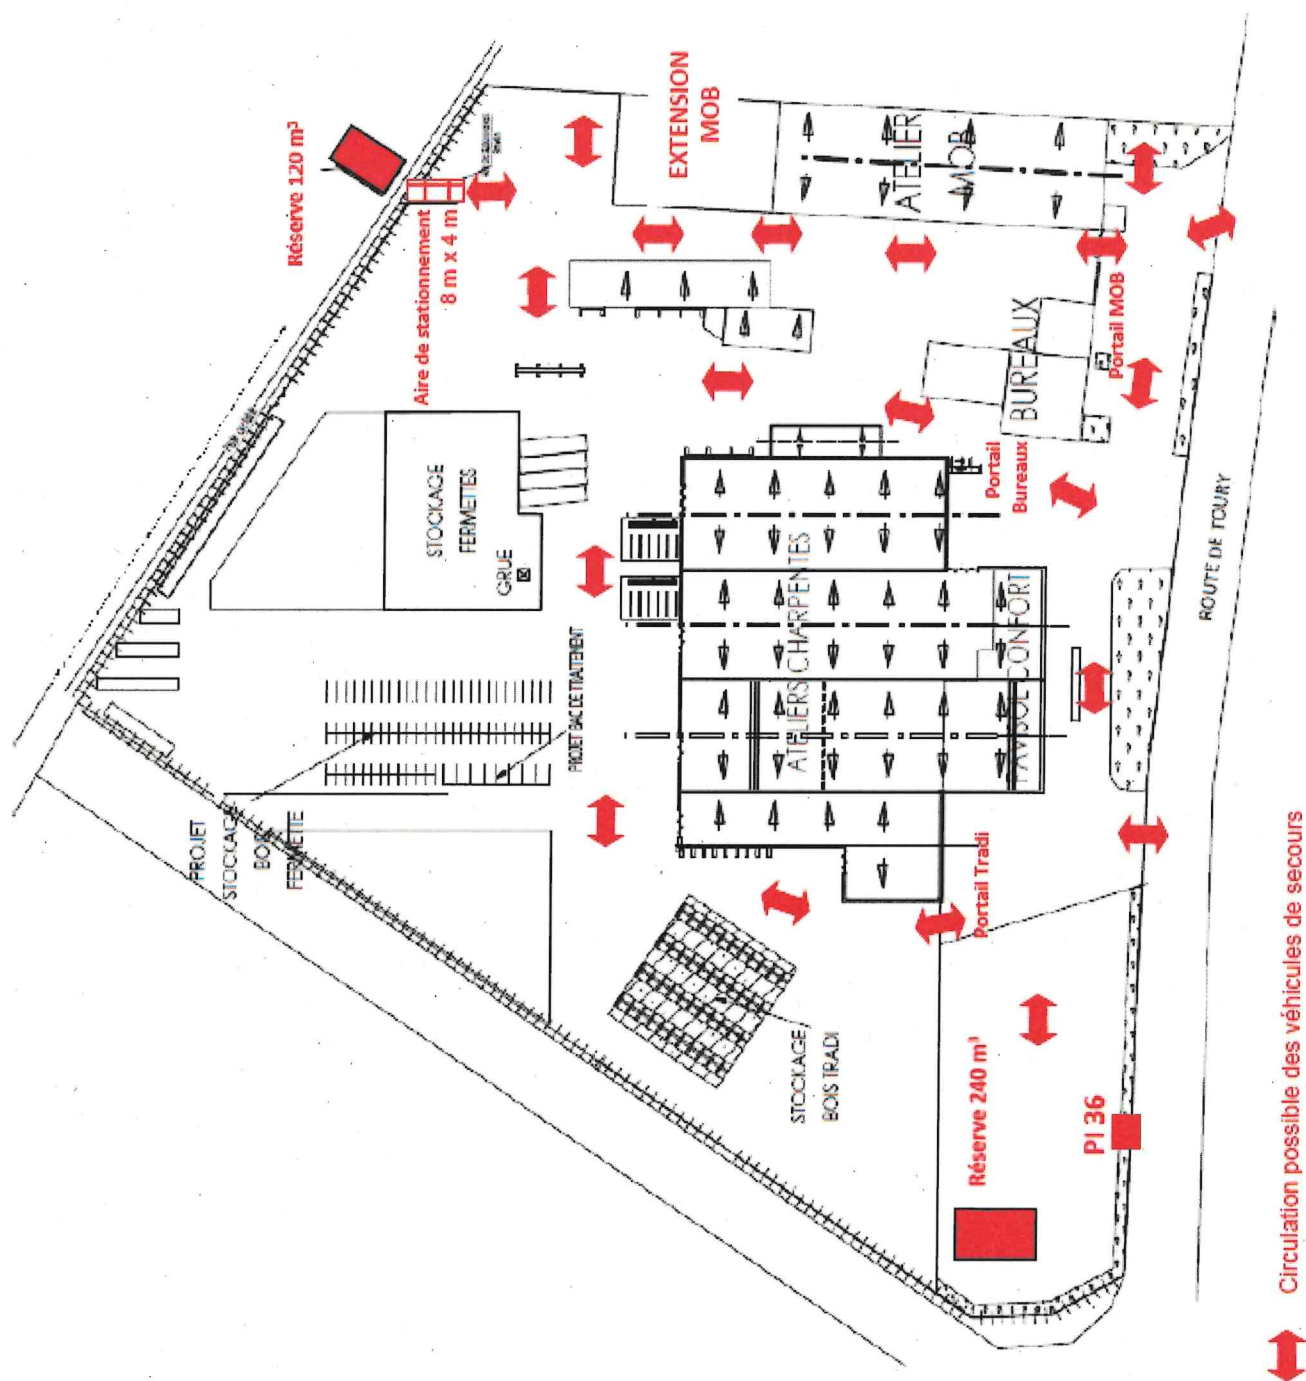 Réserve 120 m³
Aire de stationnement
8 m x 4 m
EXTENSION
MOB
ATELIER
MOB
Portail MOB
BUREAUX
STOCKAGE
FERMETTES
GRUE
Portail
Bureaux
ATELIERS CHARPENTES
CONFORT
PROJET BAC DE TRAITEMENT
PROJET
STOCKAGE
BOIS
FERMETTE
STOCKAGE
BOIS TRADI
Portail Tradi
Réserve 240 m³
PI 36
ROUTE DE TOURY
Circulation possible des véhicules de secours